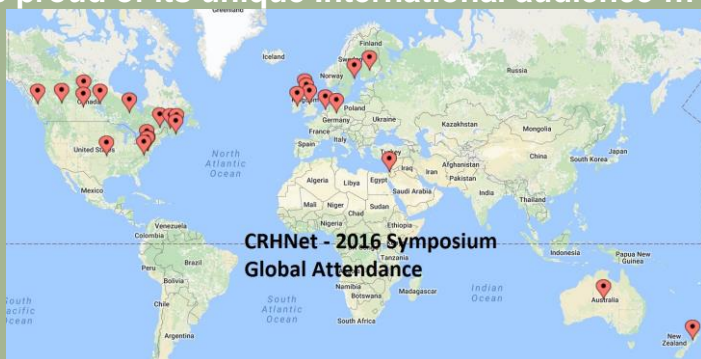 proud of its unique international audience
Greenland
Finland
Iceland
Norway
Russia
Canada
Poland
Germany
Ukraine
France
Kazakhstan
Mongolia
Spain
Italy
United States
North
Atlantic
Ocean
Turkey
Iraq
Iran
Afghanistan
Pakistan
China
South Korea
Japan
Algeria
Libya
Egypt
Saudi Arabia
India
Thailand
Mexico
Mali
Niger
Chad
Sudan
Nigeria
Ethiopia
Venezuela
Colombia
CRHNet - 2016 Symposium
Global Attendance
Tanzania
Indonesia
Papua New
Guinea
Peru
Brazil
Bolivia
Namibia
Botswana
Madagascar
Indian
Ocean
Australia
South
Pacific
Ocean
Chile
South
Atlantic
Ocean
South Africa
Argentina
New
Zealand